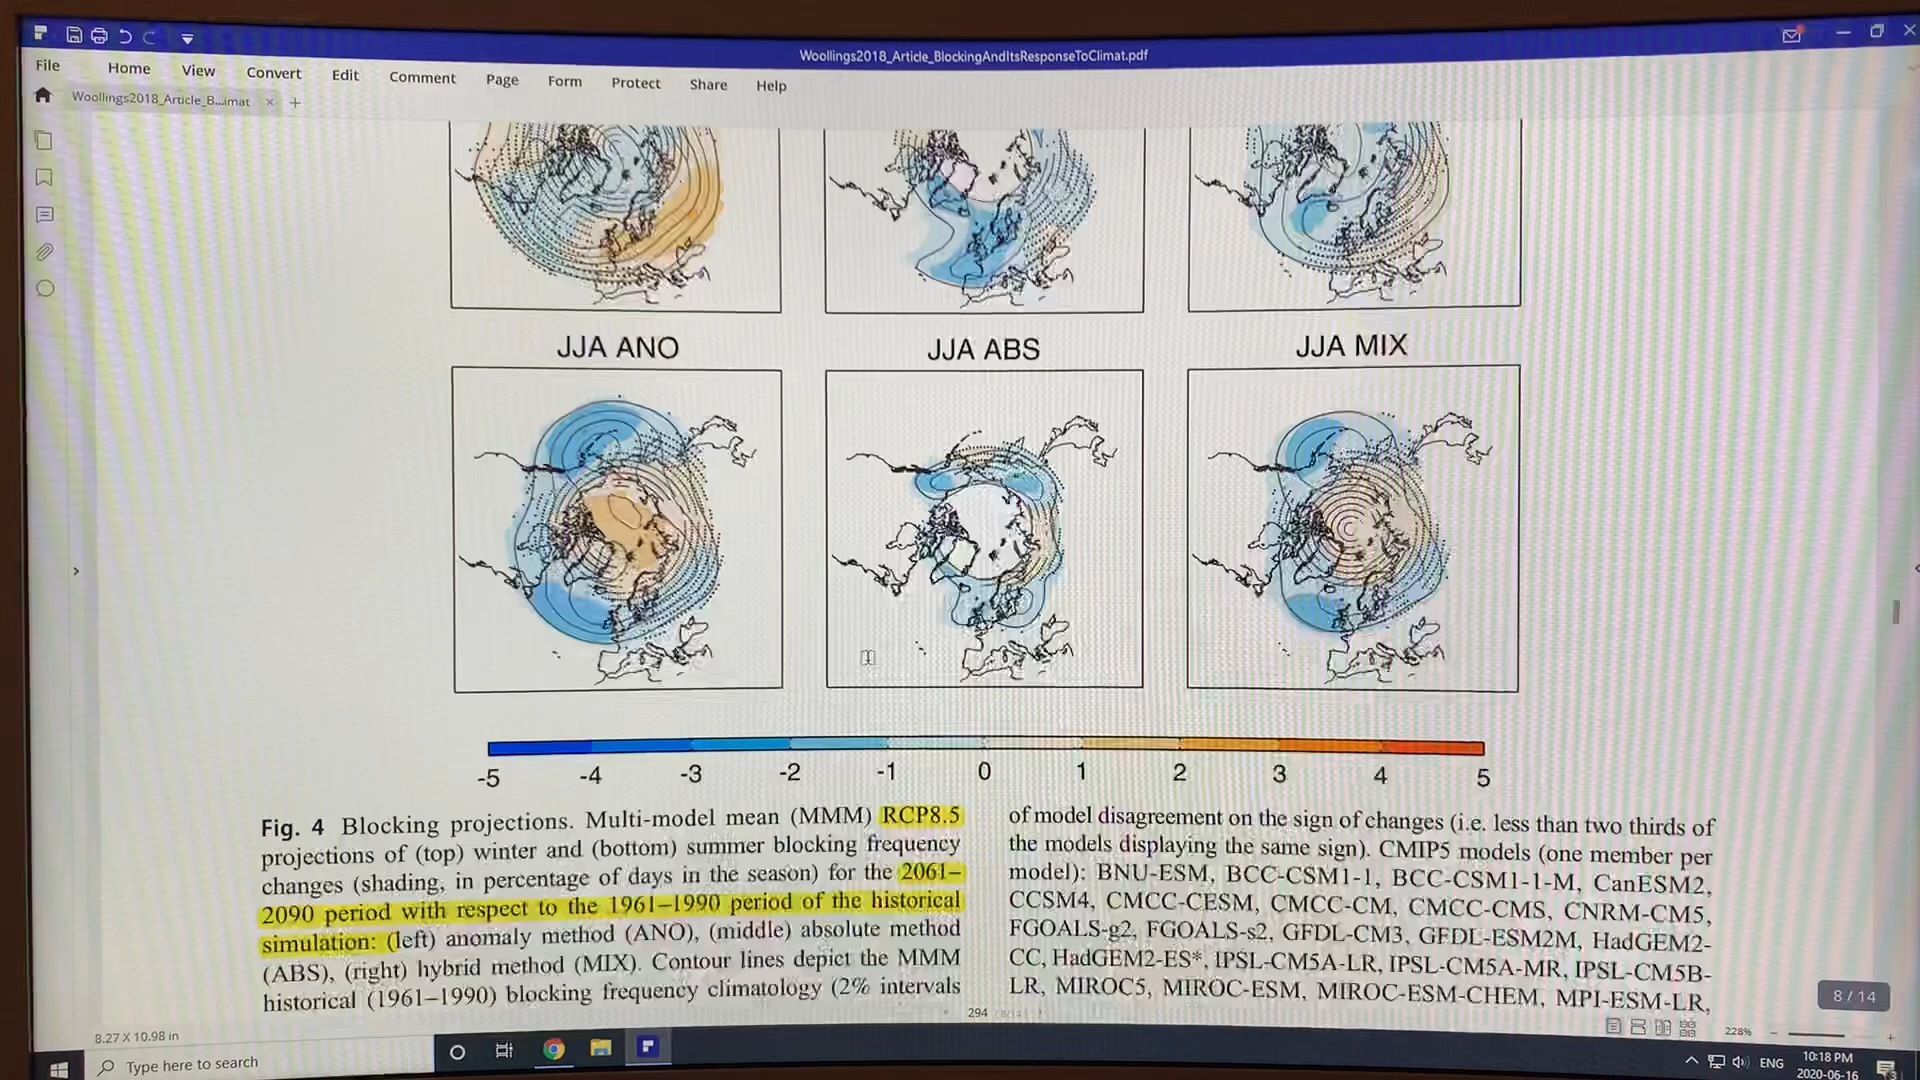 Woollings2018_Article_BlockingAndItsResponseToClimat.pdf
File Home View Convert Edit Comment Page Form Protect Share Help
Woollings2018_Article_B...imat × +
JJA ANO JJA ABS JJA MIX
-5 -4 -3 -2 -1 0 1 2 3 4 5
Fig. 4 Blocking projections. Multi-model mean (MMM) RCP8.5
projections of (top) winter and (bottom) summer blocking frequency
changes (shading, in percentage of days in the season) for the 2061–
2090 period with respect to the 1961–1990 period of the historical
simulation: (left) anomaly method (ANO), (middle) absolute method
(ABS), (right) hybrid method (MIX). Contour lines depict the MMM
historical (1961–1990) blocking frequency climatology (2% intervals
of model disagreement on the sign of changes (i.e. less than two thirds of
the models displaying the same sign). CMIP5 models (one member per
model): BNU-ESM, BCC-CSM1-1, BCC-CSM1-1-M, CanESM2,
CCSM4, CMCC-CESM, CMCC-CM, CMCC-CMS, CNRM-CM5,
FGOALS-g2, FGOALS-s2, GFDL-CM3, GFDL-ESM2M, HadGEM2-
CC, HadGEM2-ES*, IPSL-CM5A-LR, IPSL-CM5A-MR, IPSL-CM5B-
LR, MIROC5, MIROC-ESM, MIROC-ESM-CHEM, MPI-ESM-LR,
8 / 14
8.27 X 10.98 in
294 (8/14)
228%
Type here to search
ENG
10:18 PM
2020-06-16